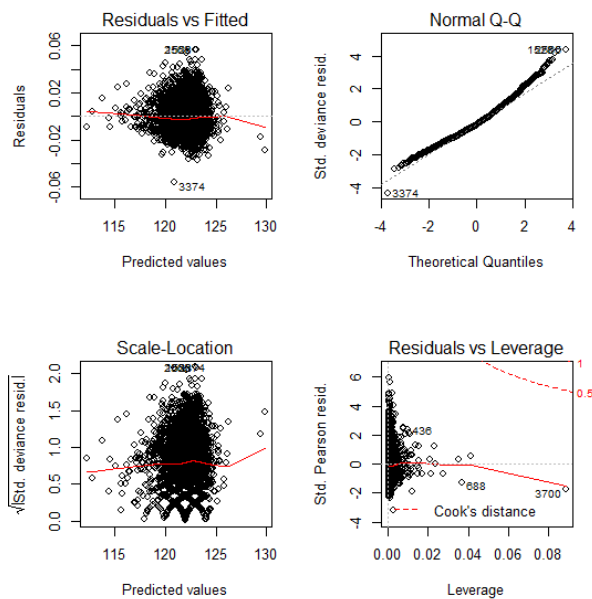 Residuals vs Fitted
Residuals
0.06
0.02
-0.02
-0.06
3374
115 120 125 130
Predicted values
Normal Q-Q
Std. deviance resid.
4
2
0
-2
-4
3374
-4 -2 0 2 4
Theoretical Quantiles
Scale-Location
√|Std. deviance resid.|
2.0
1.5
1.0
0.5
0.0
115 120 125 130
Predicted values
Residuals vs Leverage
Std. Pearson resid.
6
4
2
0
-2
-4
1
0.5
436
688
3700
Cook's distance
0.00 0.02 0.04 0.06 0.08
Leverage